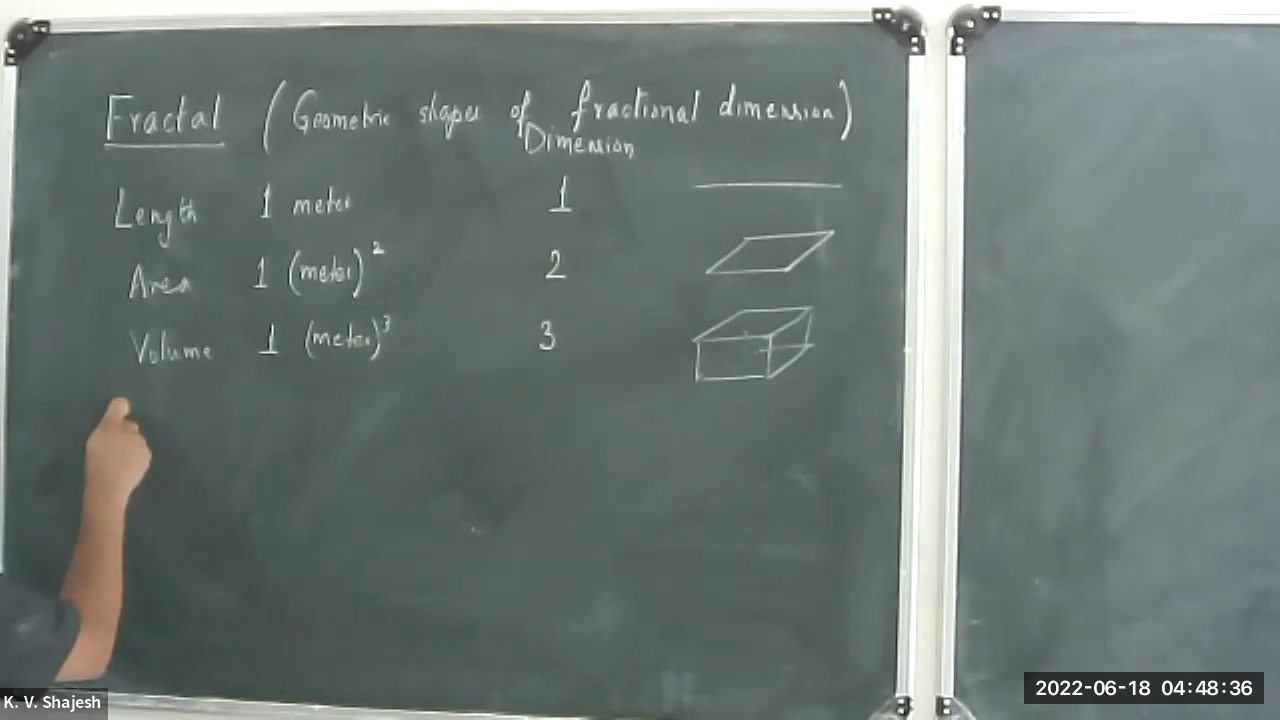 Fractal (Geometric shapes of fractional dimension)
Dimension
Length 1 meter 1
Area 1 (meter)² 2
Volume 1 (meter)³ 3
K. V. Shajesh
2022-06-18 04:48:36